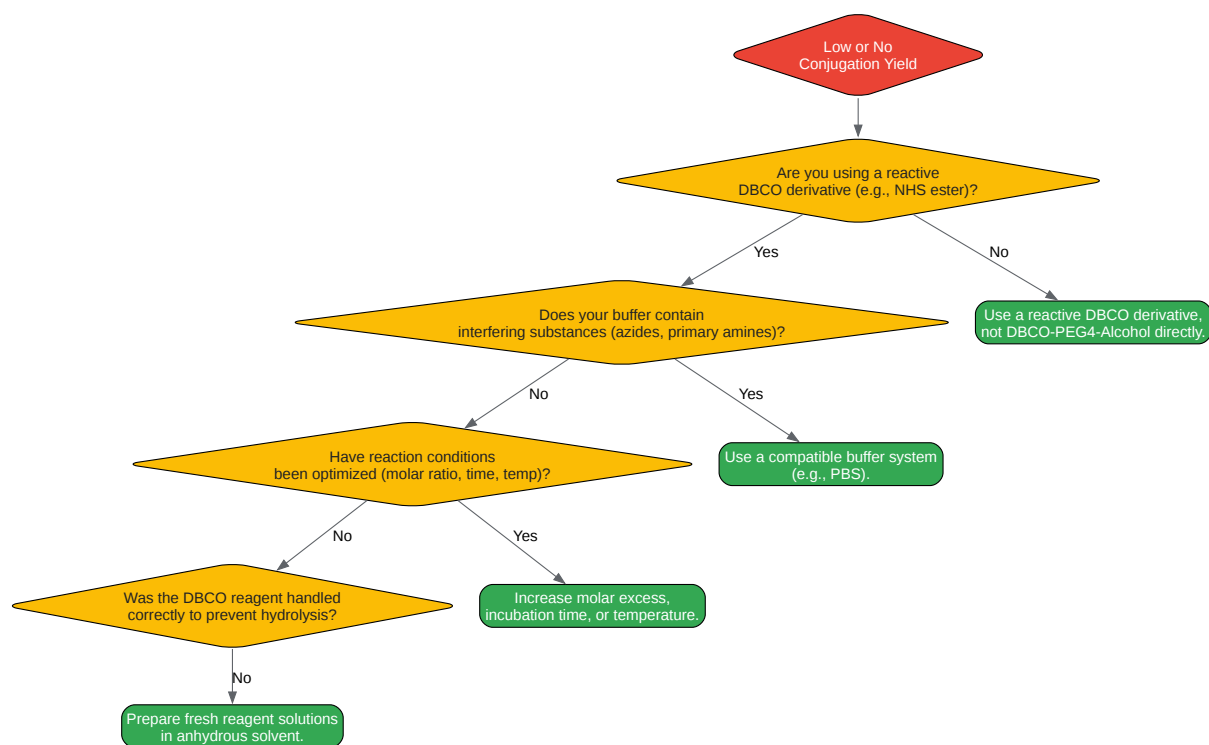 Low or No
Conjugation Yield
Are you using a reactive
DBCO derivative (e.g., NHS ester)?
Yes
No
Does your buffer contain
interfering substances (azides, primary amines)?
Use a reactive DBCO derivative,
not DBCO-PEG4-Alcohol directly.
No
Yes
Have reaction conditions
been optimized (molar ratio, time, temp)?
Use a compatible buffer system
(e.g., PBS).
No
Yes
Was the DBCO reagent handled
correctly to prevent hydrolysis?
Increase molar excess,
incubation time, or temperature.
No
Prepare fresh reagent solutions
in anhydrous solvent.